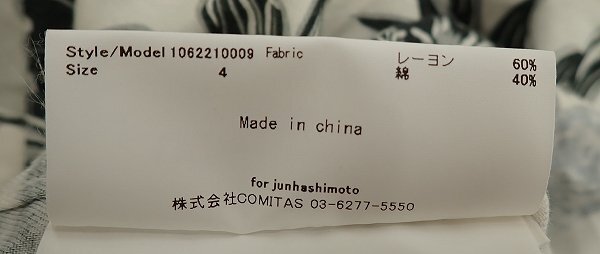 Style/Model 1062210009 Fabric レーヨン 60%
Size 4 綿 40%
Made in china
for junhashimoto
株式会社COMITAS 03-6277-5550